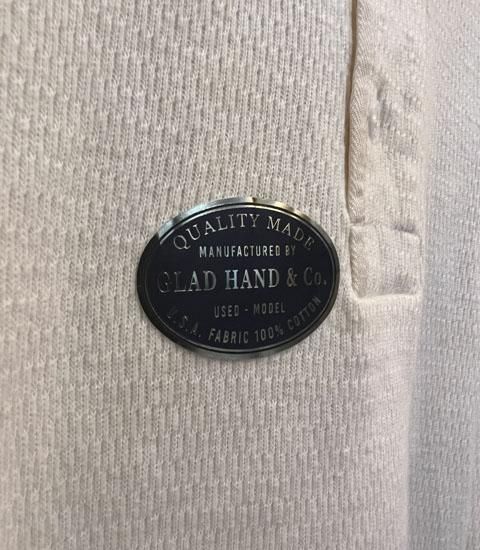 QUALITY MADE
MANUFACTURED BY
GLAD HAND & Co.
USED - MODEL
U.S.A. FABRIC 100% COTTON